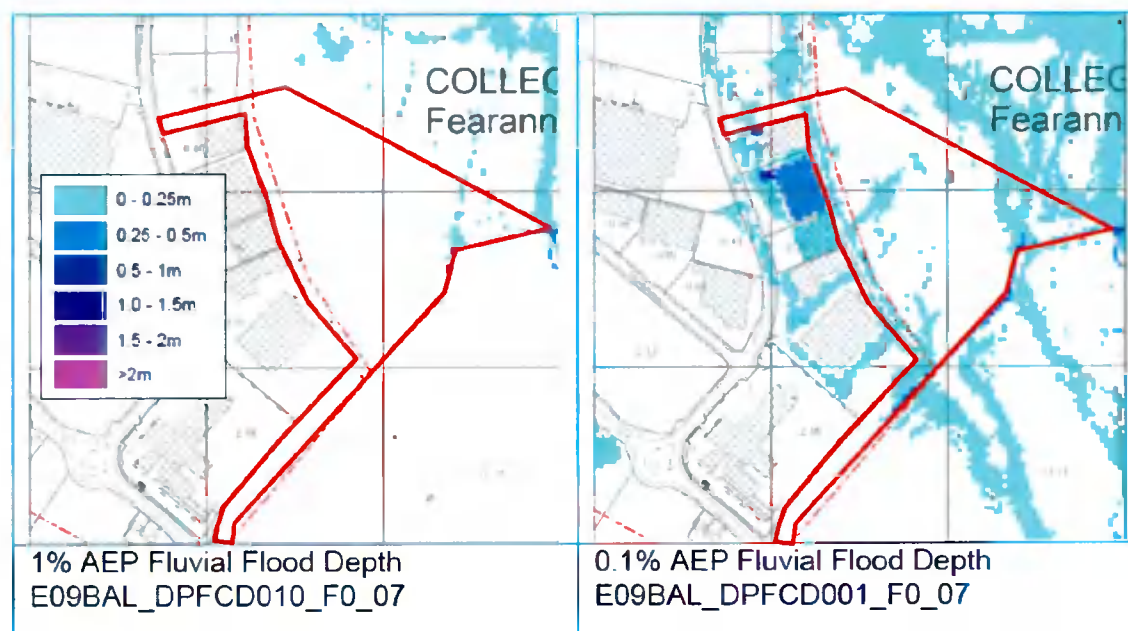 COLLEG
Fearann
0 - 0.25m
0.25 - 0.5m
0.5 - 1m
1.0 - 1.5m
1.5 - 2m
>2m
1% AEP Fluvial Flood Depth
E09BAL_DPFCD010_F0_07
COLLEG
Fearann
0.1% AEP Fluvial Flood Depth
E09BAL_DPFCD001_F0_07